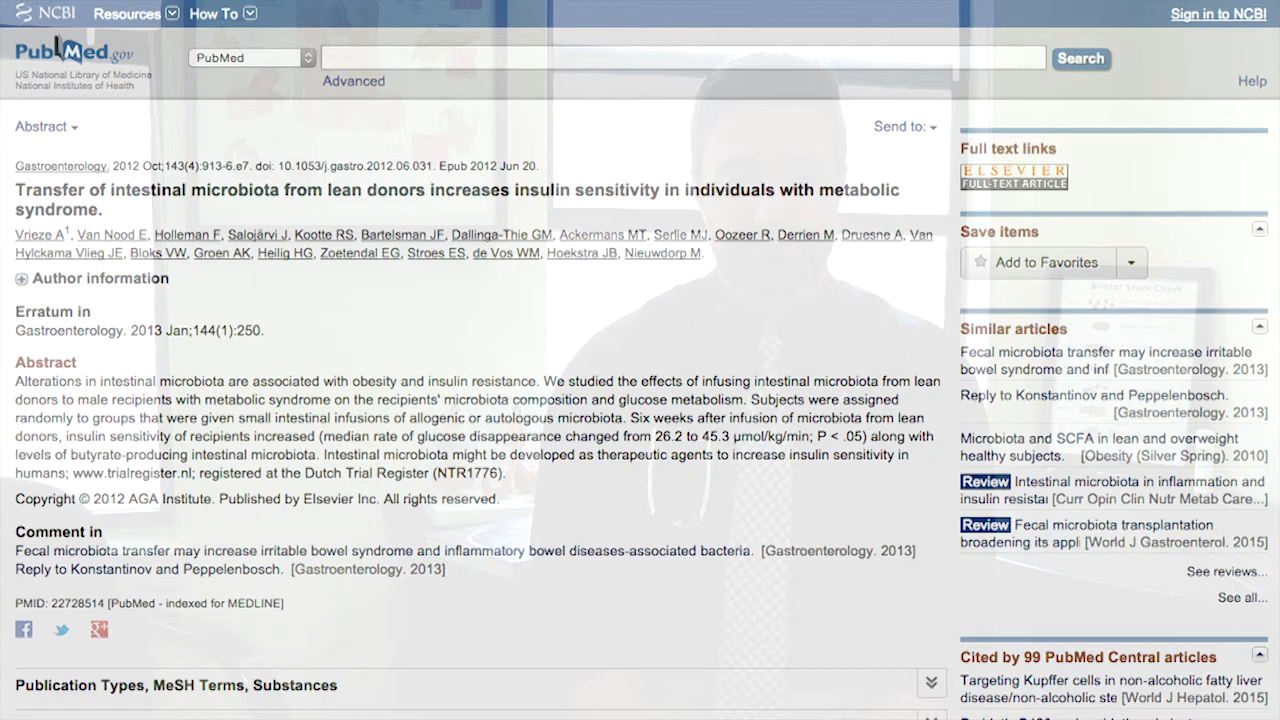 NCBI Resources How To Sign in to NCBI
PubMed.gov
US National Library of Medicine
National Institutes of Health
PubMed
Search
Advanced
Help
Abstract
Send to:
Gastroenterology. 2012 Oct;143(4):913-6.e7. doi: 10.1053/j.gastro.2012.06.031. Epub 2012 Jun 20.
Transfer of intestinal microbiota from lean donors increases insulin sensitivity in individuals with metabolic
syndrome.
Vrieze A1, Van Nood E, Holleman F, Salojärvi J, Kootte RS, Bartelsman JF, Dallinga-Thie GM, Ackermans MT, Serlie MJ, Oozeer R, Derrien M, Druesne A, Van
Hylckama Vlieg JE, Bloks VW, Groen AK, Heilig HG, Zoetendal EG, Stroes ES, de Vos WM, Hoekstra JB, Nieuwdorp M.
Author information
Erratum in
Gastroenterology. 2013 Jan;144(1):250.
Abstract
Alterations in intestinal microbiota are associated with obesity and insulin resistance. We studied the effects of infusing intestinal microbiota from lean
donors to male recipients with metabolic syndrome on the recipients' microbiota composition and glucose metabolism. Subjects were assigned
randomly to groups that were given small intestinal infusions of allogenic or autologous microbiota. Six weeks after infusion of microbiota from lean
donors, insulin sensitivity of recipients increased (median rate of glucose disappearance changed from 26.2 to 45.3 μmol/kg/min; P < .05) along with
levels of butyrate-producing intestinal microbiota. Intestinal microbiota might be developed as therapeutic agents to increase insulin sensitivity in
humans; www.trialregister.nl; registered at the Dutch Trial Register (NTR1776).
Copyright © 2012 AGA Institute. Published by Elsevier Inc. All rights reserved.
Comment in
Fecal microbiota transfer may increase irritable bowel syndrome and inflammatory bowel diseases-associated bacteria. [Gastroenterology. 2013]
Reply to Konstantinov and Peppelenbosch. [Gastroenterology. 2013]
PMID: 22728514 [PubMed - indexed for MEDLINE]
Publication Types, MeSH Terms, Substances
Full text links
ELSEVIER
FULL-TEXT ARTICLE
Save items
Add to Favorites
Bristol Stool Chart
Similar articles
Fecal microbiota transfer may increase irritable
bowel syndrome and inf [Gastroenterology. 2013]
Reply to Konstantinov and Peppelenbosch.
[Gastroenterology. 2013]
Microbiota and SCFA in lean and overweight
healthy subjects. [Obesity (Silver Spring). 2010]
Review Intestinal microbiota in inflammation and
insulin resistar [Curr Opin Clin Nutr Metab Care...]
Review Fecal microbiota transplantation
broadening its appl [World J Gastroenterol. 2015]
See reviews...
See all...
Cited by 99 PubMed Central articles
Targeting Kupffer cells in non-alcoholic fatty liver
disease/non-alcoholic ste [World J Hepatol. 2015]